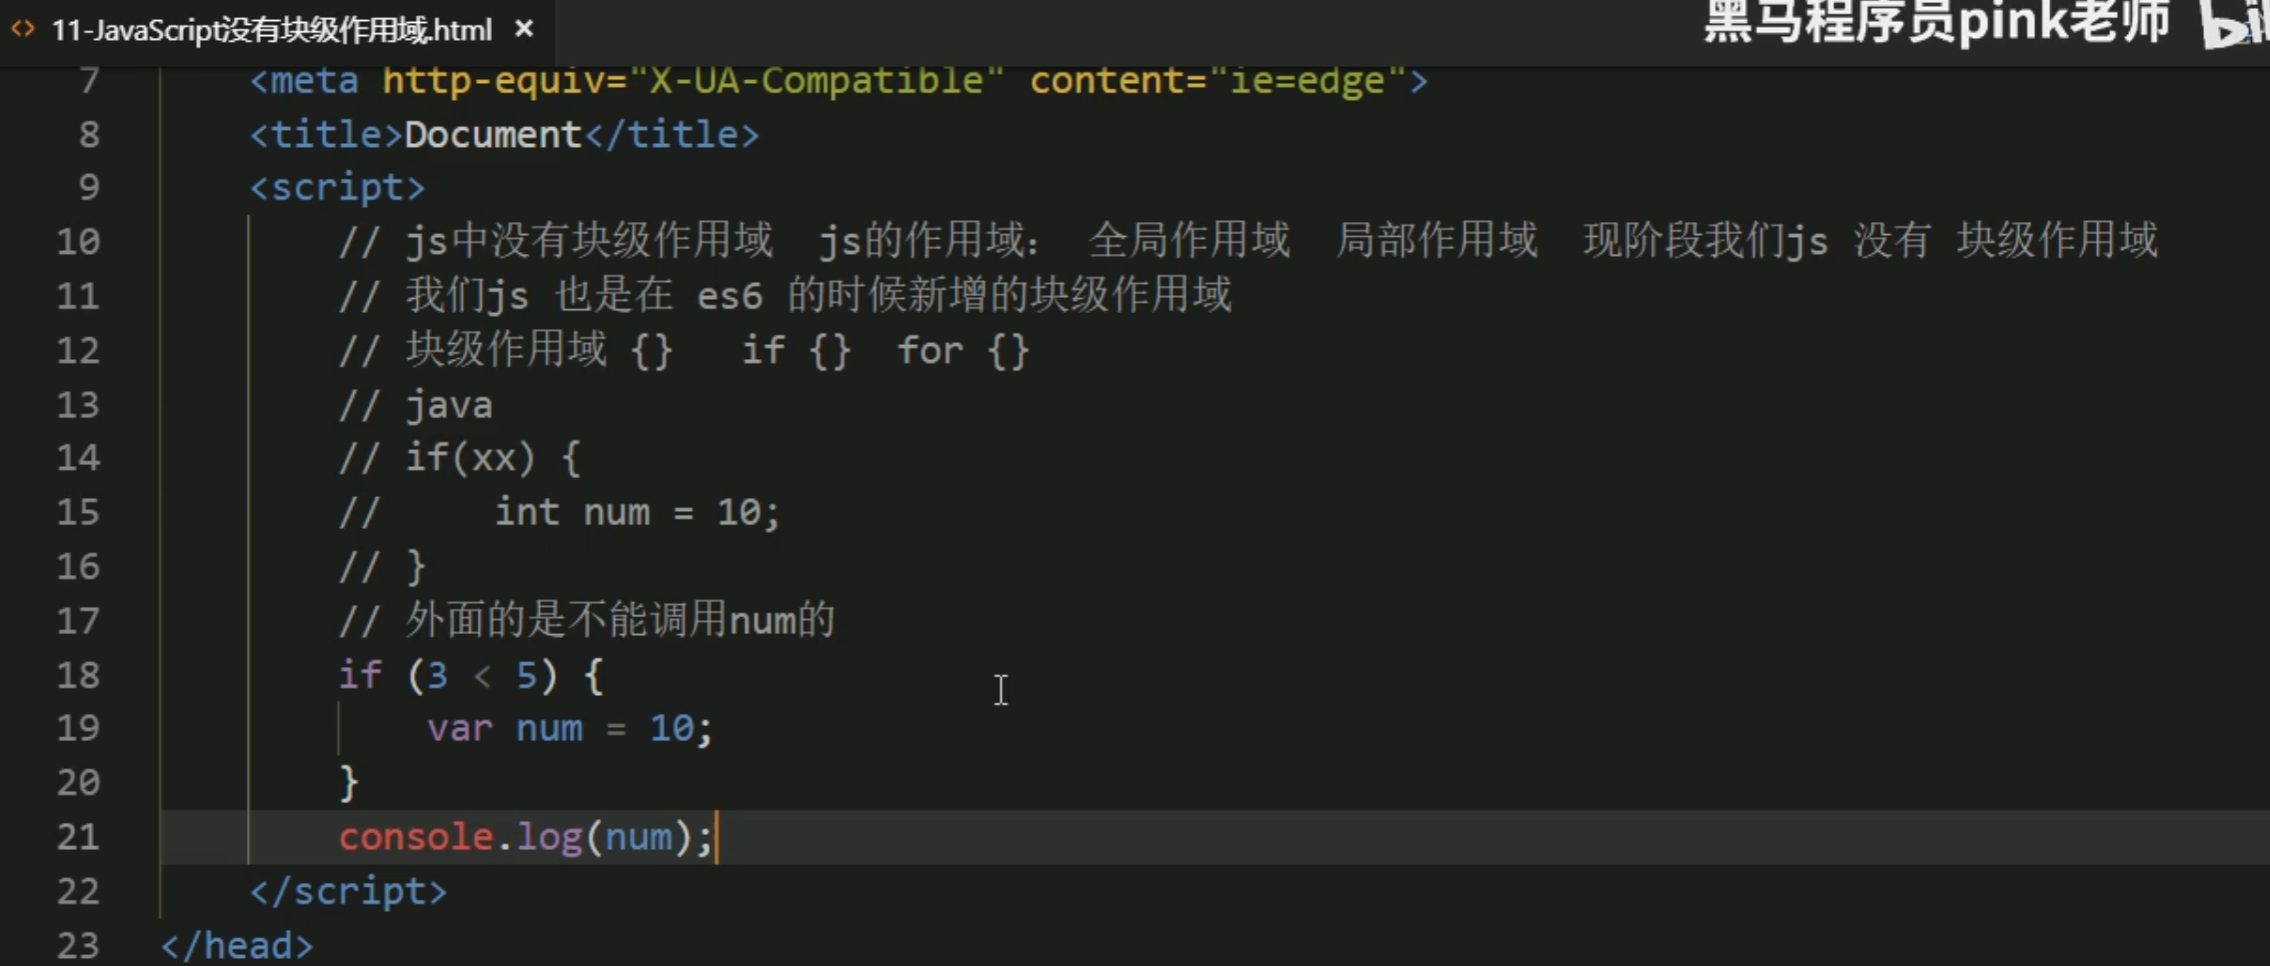 11-JavaScript没有块级作用域.html ×
黑马程序员pink老师
7 <meta http-equiv="X-UA-Compatible" content="ie=edge">
8 <title>Document</title>
9 <script>
10 // js中没有块级作用域  js的作用域： 全局作用域  局部作用域  现阶段我们js 没有 块级作用域
11 // 我们js 也是在 es6 的时候新增的块级作用域
12 // 块级作用域 {}   if {}  for {}
13 // java
14 // if(xx) {
15 //     int num = 10;
16 // }
17 // 外面的是不能调用num的
18 if (3 < 5) {
19     var num = 10;
20 }
21 console.log(num);
22 </script>
23 </head>